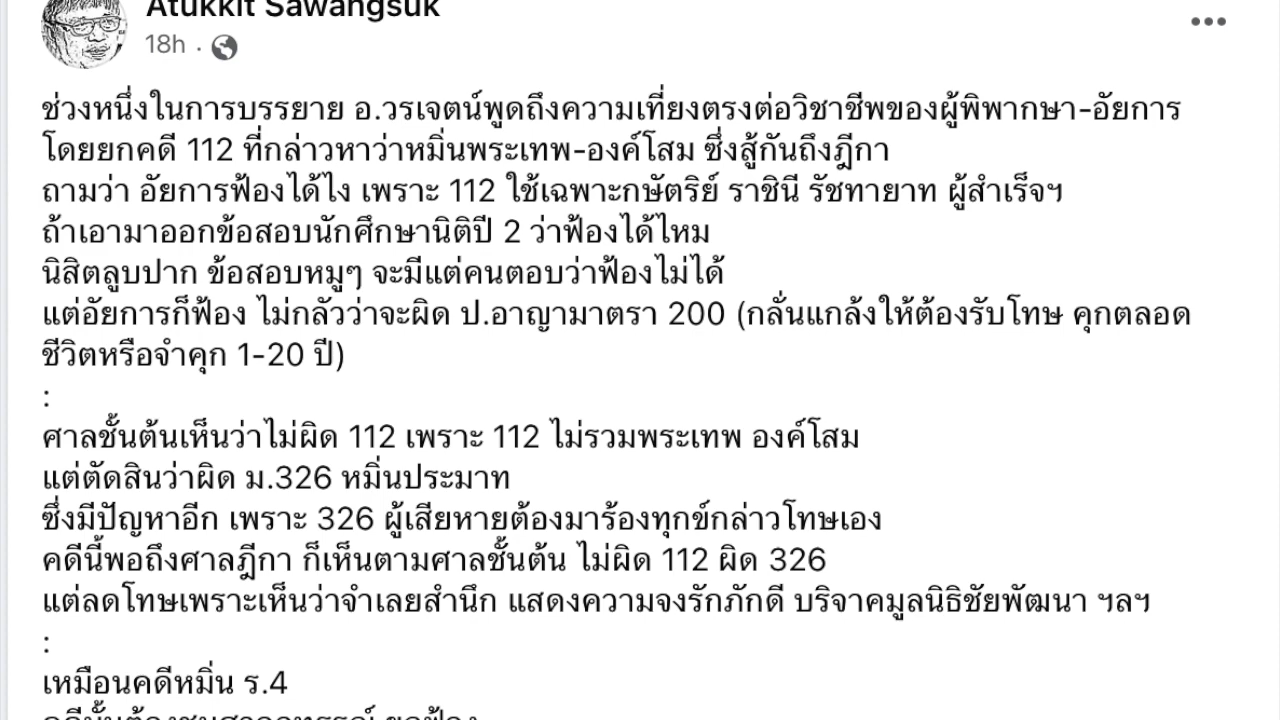 Atukkit Sawangsuk
18h ·
ช่วงหนึ่งในการบรรยาย อ.วรเจตน์พูดถึงความเที่ยงตรงต่อวิชาชีพของผู้พิพากษา-อัยการ
โดยยกคดี 112 ที่กล่าวหาว่าหมิ่นพระเทพ-องค์โสม ซึ่งสู้กันถึงฎีกา
ถามว่า อัยการฟ้องได้ไง เพราะ 112 ใช้เฉพาะกษัตริย์ ราชินี รัชทายาท ผู้สำเร็จฯ
ถ้าเอามาออกข้อสอบนักศึกษานิติปี 2 ว่าฟ้องได้ไหม
นิสิตลูบปาก ข้อสอบหมูๆ จะมีแต่คนตอบว่าฟ้องไม่ได้
แต่อัยการก็ฟ้อง ไม่กลัวว่าจะผิด ป.อาญามาตรา 200 (กลั่นแกล้งให้ต้องรับโทษ คุกตลอด
ชีวิตหรือจำคุก 1-20 ปี)
:
ศาลชั้นต้นเห็นว่าไม่ผิด 112 เพราะ 112 ไม่รวมพระเทพ องค์โสม
แต่ตัดสินว่าผิด ม.326 หมิ่นประมาท
ซึ่งมีปัญหาอีก เพราะ 326 ผู้เสียหายต้องมาร้องทุกข์กล่าวโทษเอง
คดีนี้พอถึงศาลฎีกา ก็เห็นตามศาลชั้นต้น ไม่ผิด 112 ผิด 326
แต่ลดโทษเพราะเห็นว่าจำเลยสำนึก แสดงความจงรักภักดี บริจาคมูลนิธิชัยพัฒนา ฯลฯ
:
เหมือนคดีหมิ่น ร.4